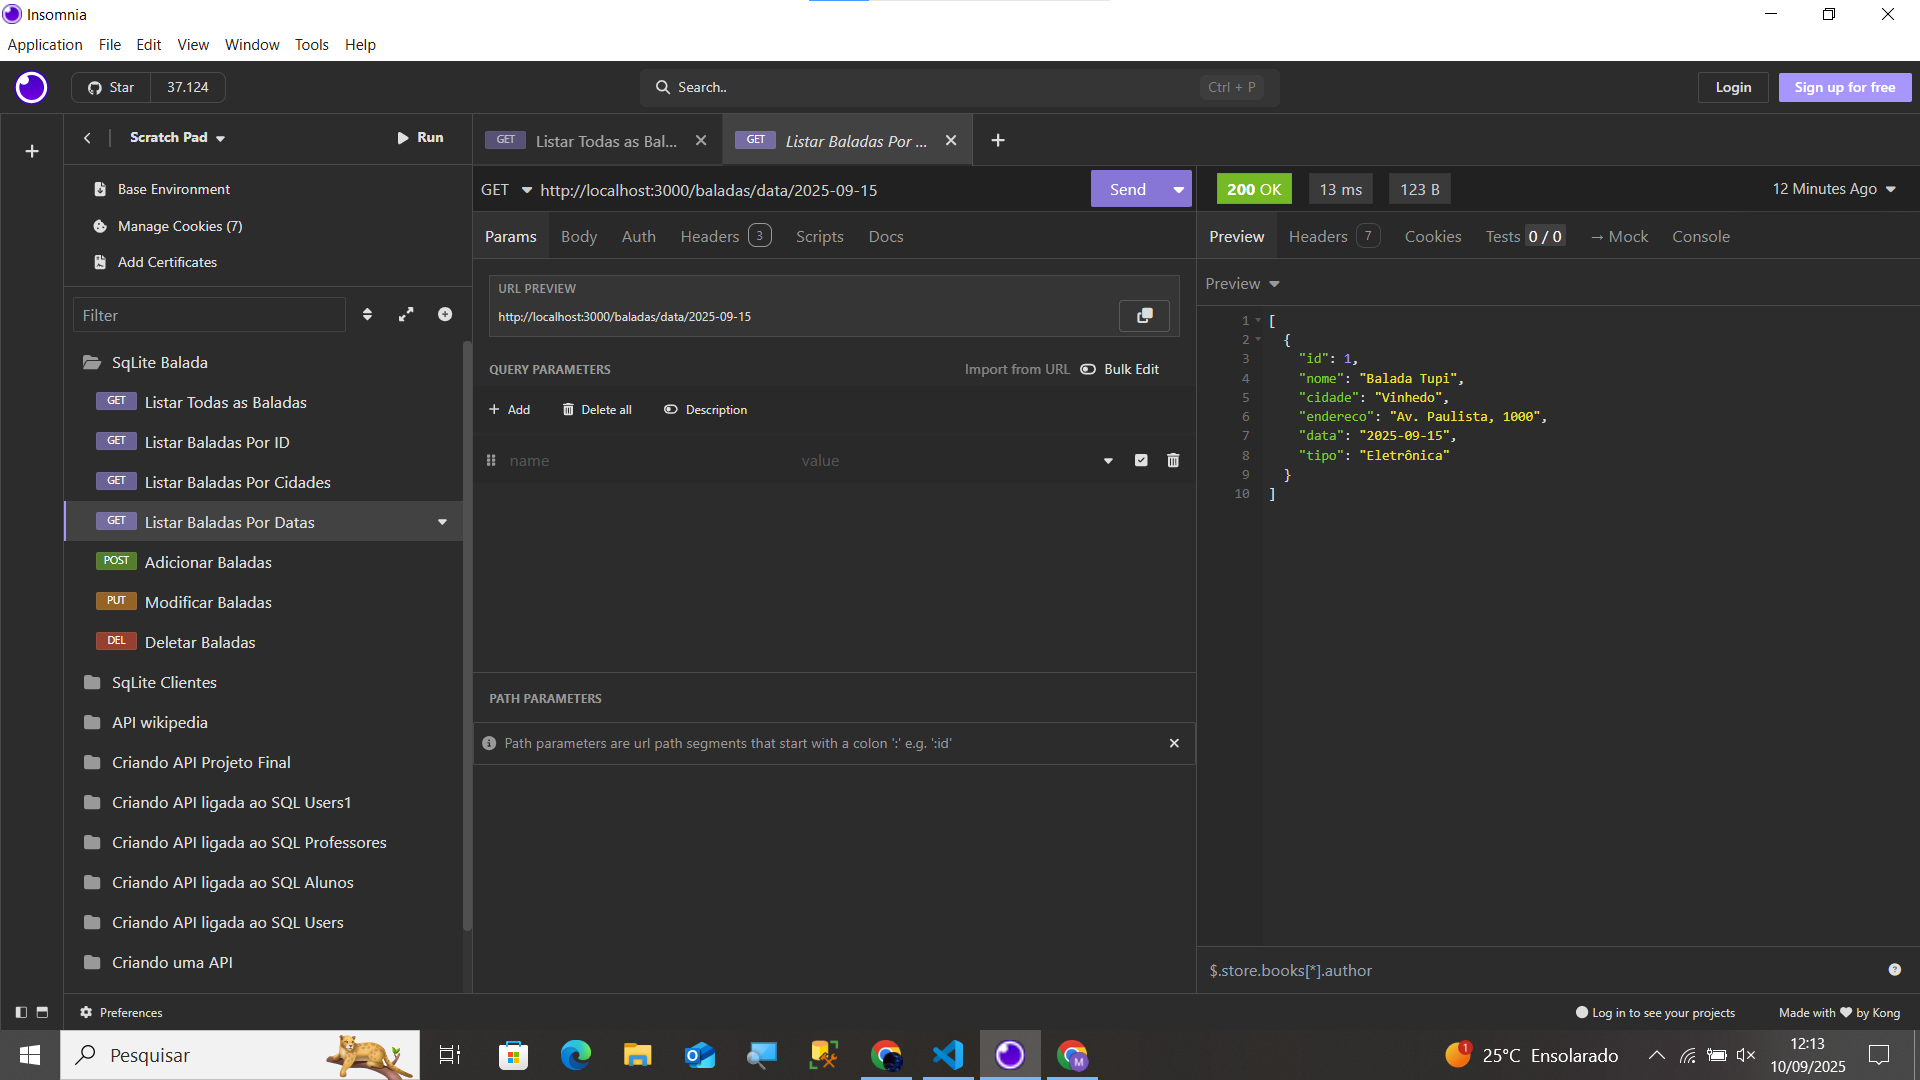 Insomnia
Application File Edit View Window Tools Help
Star 37.124
Search.. Ctrl + P
Login Sign up for free
Scratch Pad Run
Base Environment
Manage Cookies (7)
Add Certificates
Filter
SqLite Balada
GET Listar Todas as Baladas
GET Listar Baladas Por ID
GET Listar Baladas Por Cidades
GET Listar Baladas Por Datas
POST Adicionar Baladas
PUT Modificar Baladas
DEL Deletar Baladas
SqLite Clientes
API wikipedia
Criando API Projeto Final
Criando API ligada ao SQL Users1
Criando API ligada ao SQL Professores
Criando API ligada ao SQL Alunos
Criando API ligada ao SQL Users
Criando uma API
GET Listar Todas as Bal...
GET Listar Baladas Por ...
GET http://localhost:3000/baladas/data/2025-09-15 Send
Params Body Auth Headers 3 Scripts Docs
URL PREVIEW
http://localhost:3000/baladas/data/2025-09-15
QUERY PARAMETERS Import from URL Bulk Edit
Add Delete all Description
name value
PATH PARAMETERS
Path parameters are url path segments that start with a colon ':' e.g. ':id'
200 OK 13 ms 123 B 12 Minutes Ago
Preview Headers 7 Cookies Tests 0 / 0 → Mock Console
Preview
1 [
2 {
3 "id": 1,
4 "nome": "Balada Tupi",
5 "cidade": "Vinhedo",
6 "endereco": "Av. Paulista, 1000",
7 "data": "2025-09-15",
8 "tipo": "Eletrônica"
9 }
10 ]
$.store.books[*].author
Preferences
Log in to see your projects Made with ❤ by Kong
Pesquisar
1 25°C Ensolarado
12:13
10/09/2025